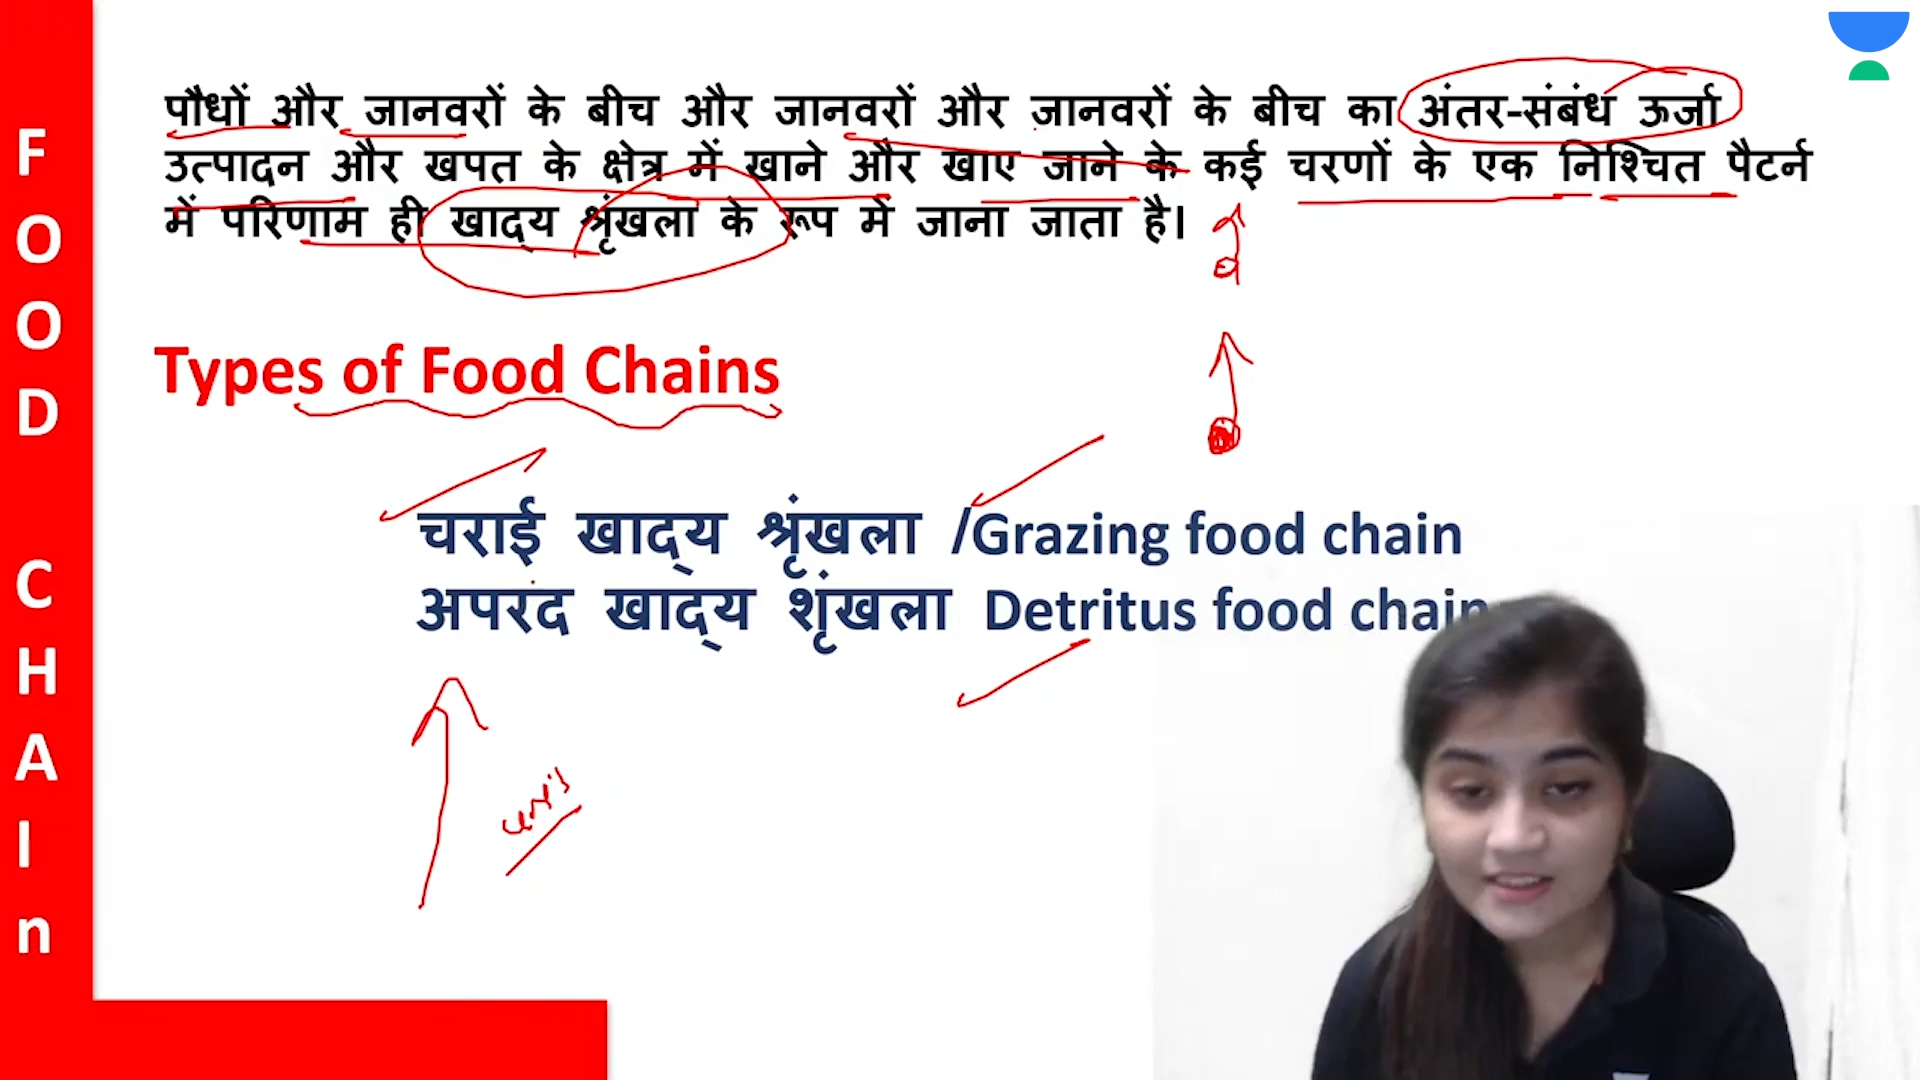 FOOD CHAIn
पौधों और जानवरों के बीच और जानवरों और जानवरों के बीच का अंतर-संबंध ऊर्जा
उत्पादन और खपत के क्षेत्र में खाने और खाए जाने के कई चरणों के एक निश्चित पैटर्न
में परिणाम ही खाद्य श्रृंखला के रूप में जाना जाता है।
Types of Food Chains
चराई खाद्य श्रृंखला /Grazing food chain
अपरंद खाद्य शृंखला Detritus food chain